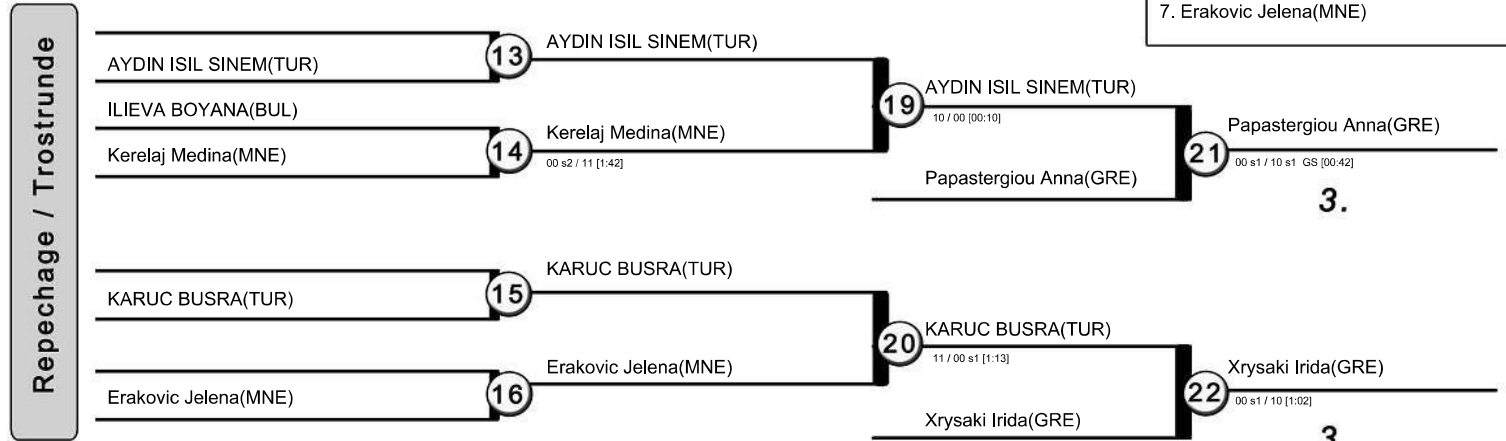 7. Erakovic Jelena(MNE)
Repechage / Trostrunde
AYDIN ISIL SINEM(TUR)
13
AYDIN ISIL SINEM(TUR)
ILIEVA BOYANA(BUL)
Kerelaj Medina(MNE)
14
Kerelaj Medina(MNE)
00 s2 / 11 [1:42]
19
AYDIN ISIL SINEM(TUR)
10 / 00 [00:10]
Papastergiou Anna(GRE)
21
Papastergiou Anna(GRE)
00 s1 / 10 s1 GS [00:42]
3.
KARUC BUSRA(TUR)
15
KARUC BUSRA(TUR)
Erakovic Jelena(MNE)
16
Erakovic Jelena(MNE)
20
KARUC BUSRA(TUR)
11 / 00 s1 [1:13]
Xrysaki Irida(GRE)
22
Xrysaki Irida(GRE)
00 s1 / 10 [1:02]
3.